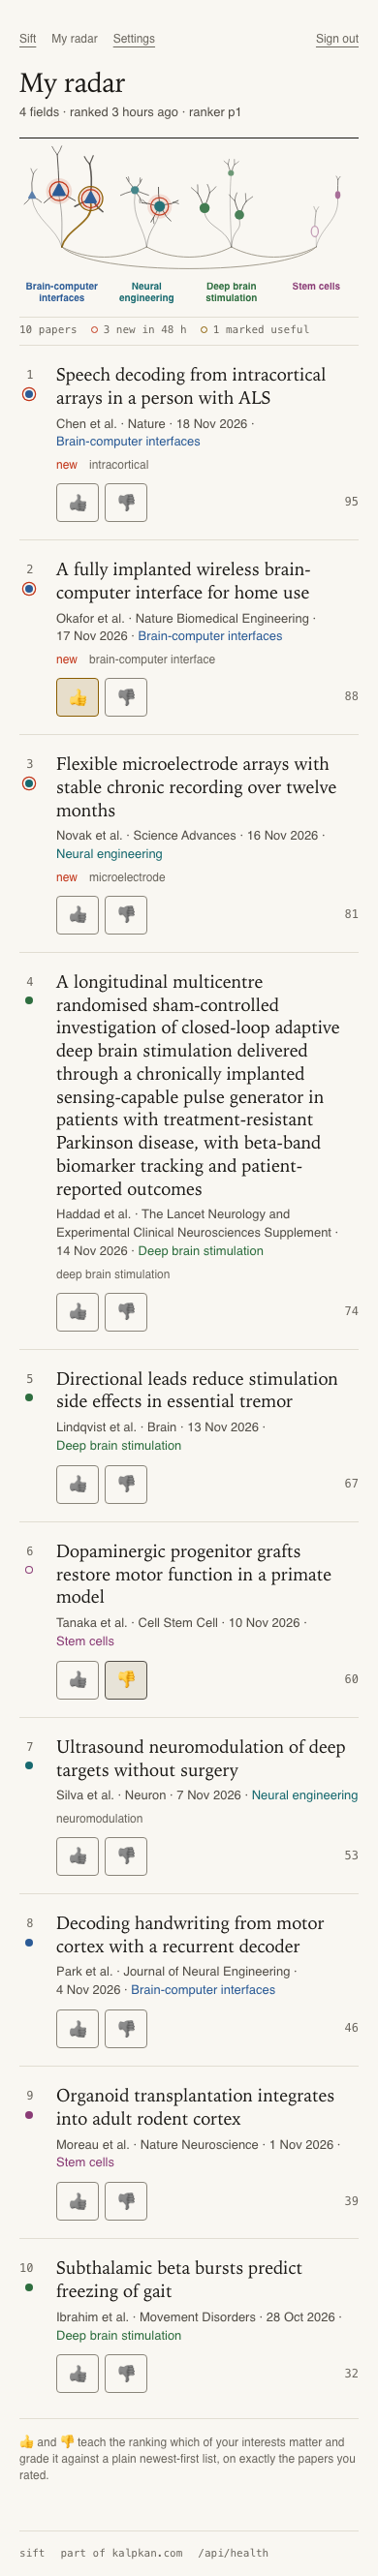 Sift My radar Settings Sign out
My radar
4 fields · ranked 3 hours ago · ranker p1
Brain-computer interfaces
Neural engineering
Deep brain stimulation
Stem cells
10 papers 3 new in 48 h 1 marked useful
1
Speech decoding from intracortical
arrays in a person with ALS
Chen et al. · Nature · 18 Nov 2026 ·
Brain-computer interfaces
new intracortical
👍 👎 95
2
A fully implanted wireless brain-
computer interface for home use
Okafor et al. · Nature Biomedical Engineering ·
17 Nov 2026 · Brain-computer interfaces
new brain-computer interface
👍 👎 88
3
Flexible microelectrode arrays with
stable chronic recording over twelve
months
Novak et al. · Science Advances · 16 Nov 2026 ·
Neural engineering
new microelectrode
👍 👎 81
4
A longitudinal multicentre
randomised sham-controlled
investigation of closed-loop adaptive
deep brain stimulation delivered
through a chronically implanted
sensing-capable pulse generator in
patients with treatment-resistant
Parkinson disease, with beta-band
biomarker tracking and patient-
reported outcomes
Haddad et al. · The Lancet Neurology and
Experimental Clinical Neurosciences Supplement ·
14 Nov 2026 · Deep brain stimulation
deep brain stimulation
👍 👎 74
5
Directional leads reduce stimulation
side effects in essential tremor
Lindqvist et al. · Brain · 13 Nov 2026 ·
Deep brain stimulation
👍 👎 67
6
Dopaminergic progenitor grafts
restore motor function in a primate
model
Tanaka et al. · Cell Stem Cell · 10 Nov 2026 ·
Stem cells
👍 👎 60
7
Ultrasound neuromodulation of deep
targets without surgery
Silva et al. · Neuron · 7 Nov 2026 · Neural engineering
neuromodulation
👍 👎 53
8
Decoding handwriting from motor
cortex with a recurrent decoder
Park et al. · Journal of Neural Engineering ·
4 Nov 2026 · Brain-computer interfaces
👍 👎 46
9
Organoid transplantation integrates
into adult rodent cortex
Moreau et al. · Nature Neuroscience · 1 Nov 2026 ·
Stem cells
👍 👎 39
10
Subthalamic beta bursts predict
freezing of gait
Ibrahim et al. · Movement Disorders · 28 Oct 2026 ·
Deep brain stimulation
👍 👎 32
👍 and 👎 teach the ranking which of your interests matter and
grade it against a plain newest-first list, on exactly the papers you
rated.
sift part of kalpkan.com /api/health